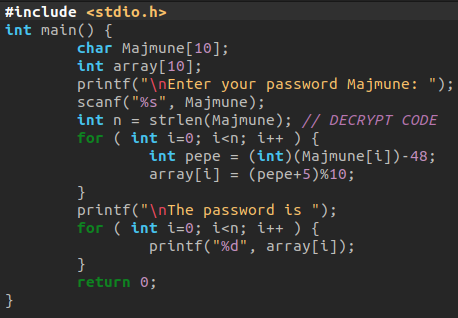 #include <stdio.h>
int main() {
        char Majmune[10];
        int array[10];
        printf("\nEnter your password Majmune: ");
        scanf("%s", Majmune);
        int n = strlen(Majmune); // DECRYPT CODE
        for ( int i=0; i<n; i++ ) {
                int pepe = (int)(Majmune[i])-48;
                array[i] = (pepe+5)%10;
        }
        printf("\nThe password is ");
        for ( int i=0; i<n; i++ ) {
                printf("%d", array[i]);
        }
        return 0;
}